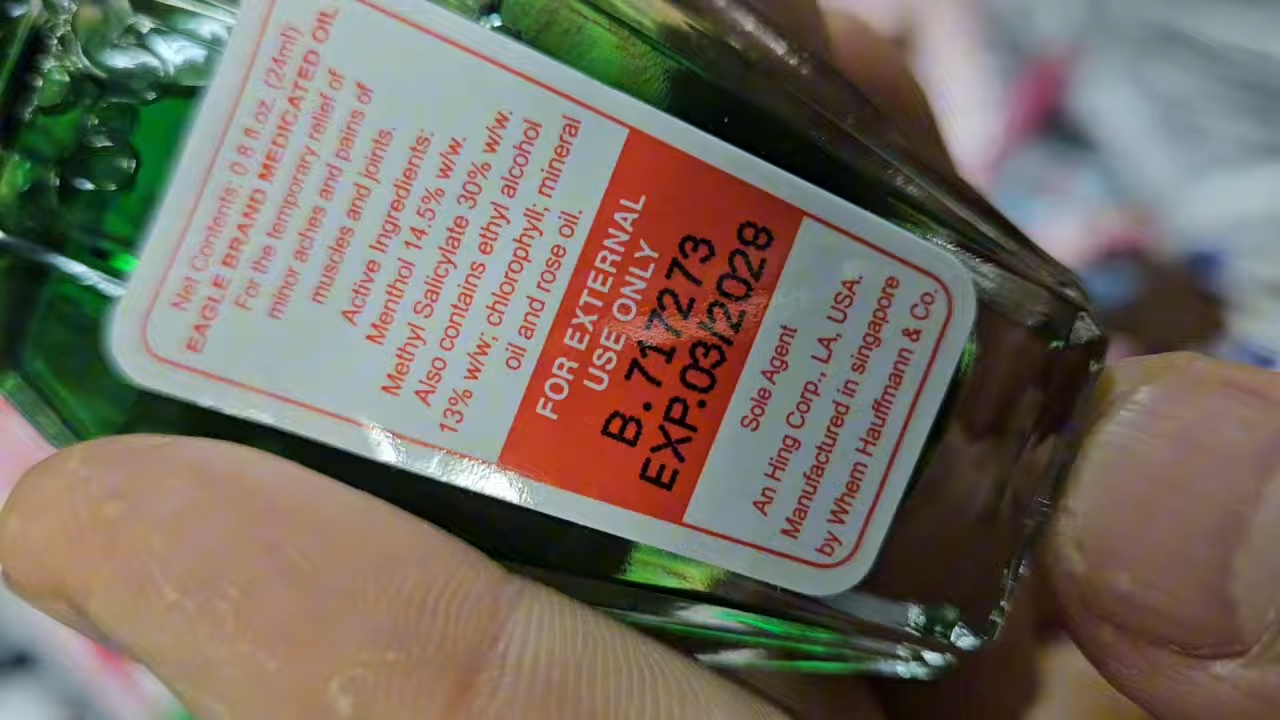 Net Contents: 0.8 fl.oz. (24ml)
EAGLE BRAND MEDICATED OIL
For the temporary relief of
minor aches and pains of
muscles and joints.
Active Ingredients:
Menthol 14.5% w/w.
Methyl Salicylate 30% w/w.
Also contains ethyl alcohol
13% w/w; chlorophyll; mineral
oil and rose oil.
FOR EXTERNAL
USE ONLY
B. 717273
EXP.03/2028
Sole Agent
An Hing Corp., LA, USA.
Manufactured in singapore
by Whem Hauffmann & Co.